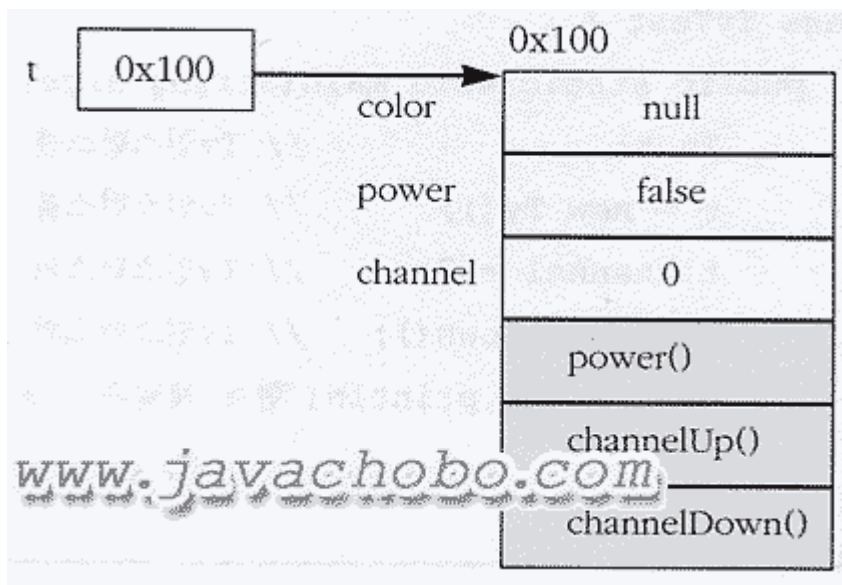 0x100
t 0x100
color null
power false
channel 0
power()
channelUp()
www.javachobo.com
channelDown()